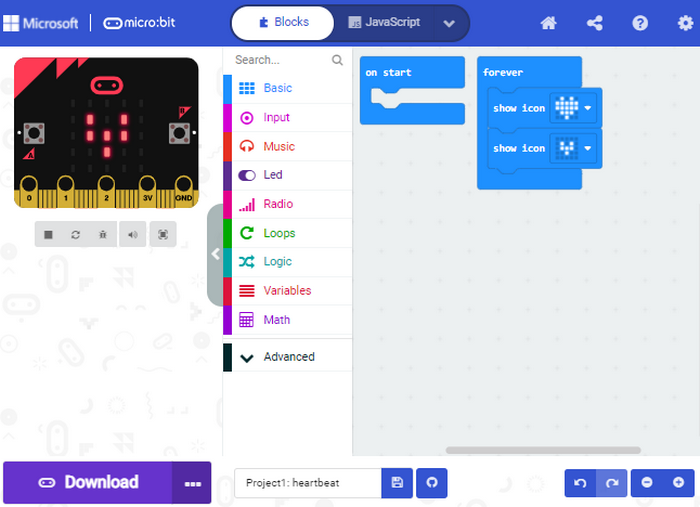 Microsoft
micro:bit
Blocks
JS JavaScript
Search...
Basic
Input
Music
Led
Radio
Loops
Logic
Variables
Math
Advanced
A
B
0 1 2 3V GND
on start
forever
show icon
show icon
Download
Project1: heartbeat